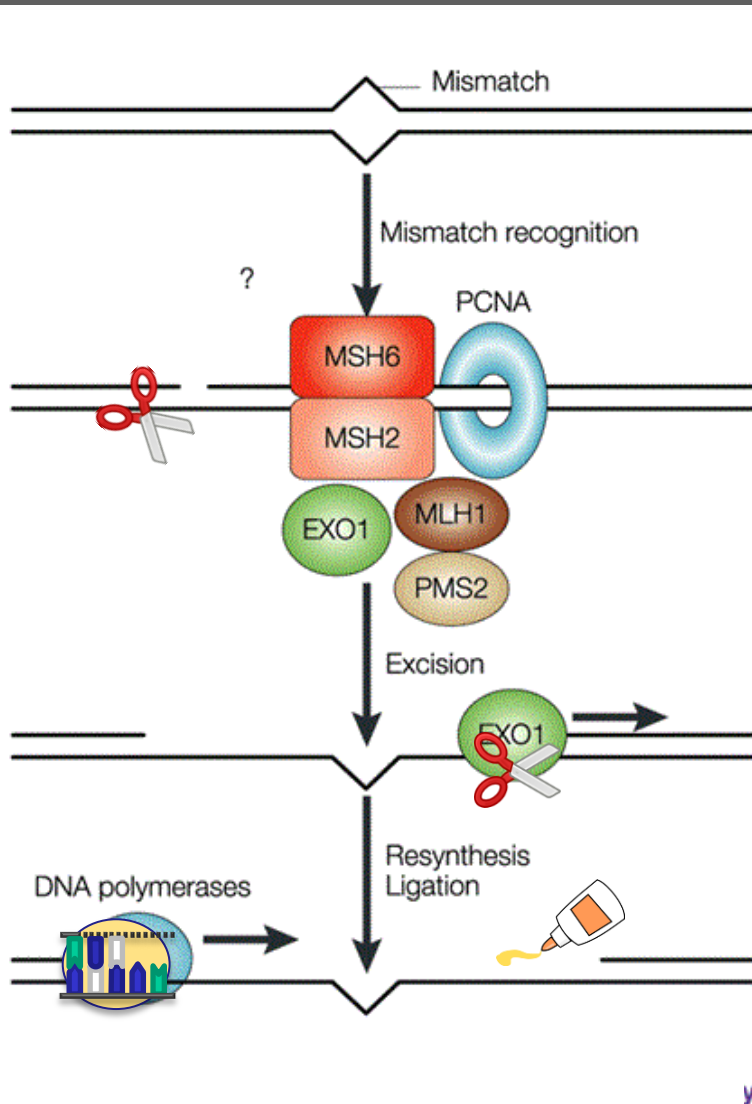 Mismatch
Mismatch recognition
?
PCNA
MSH6
MSH2
EXO1
MLH1
PMS2
Excision
EXO1
Resynthesis
Ligation
DNA polymerases